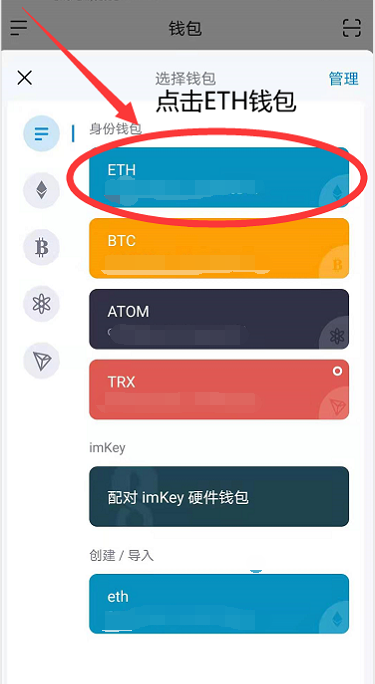 钱包
选择钱包
管理
点击ETH钱包
身份钱包
ETH
BTC
ATOM
TRX
imKey
配对 imKey 硬件钱包
创建 / 导入
eth